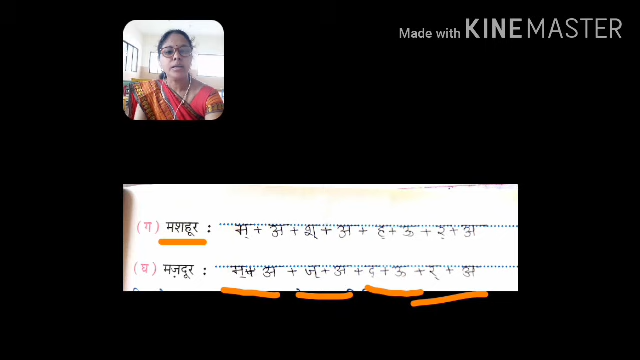 Made with KINEMASTER
(ग) मशहूर : म् + अ + श् + अ + ह् + ऊ + र् + अ
(घ) मज़दूर : म् + अ + ज् + अ + द् + ऊ + र् + अ